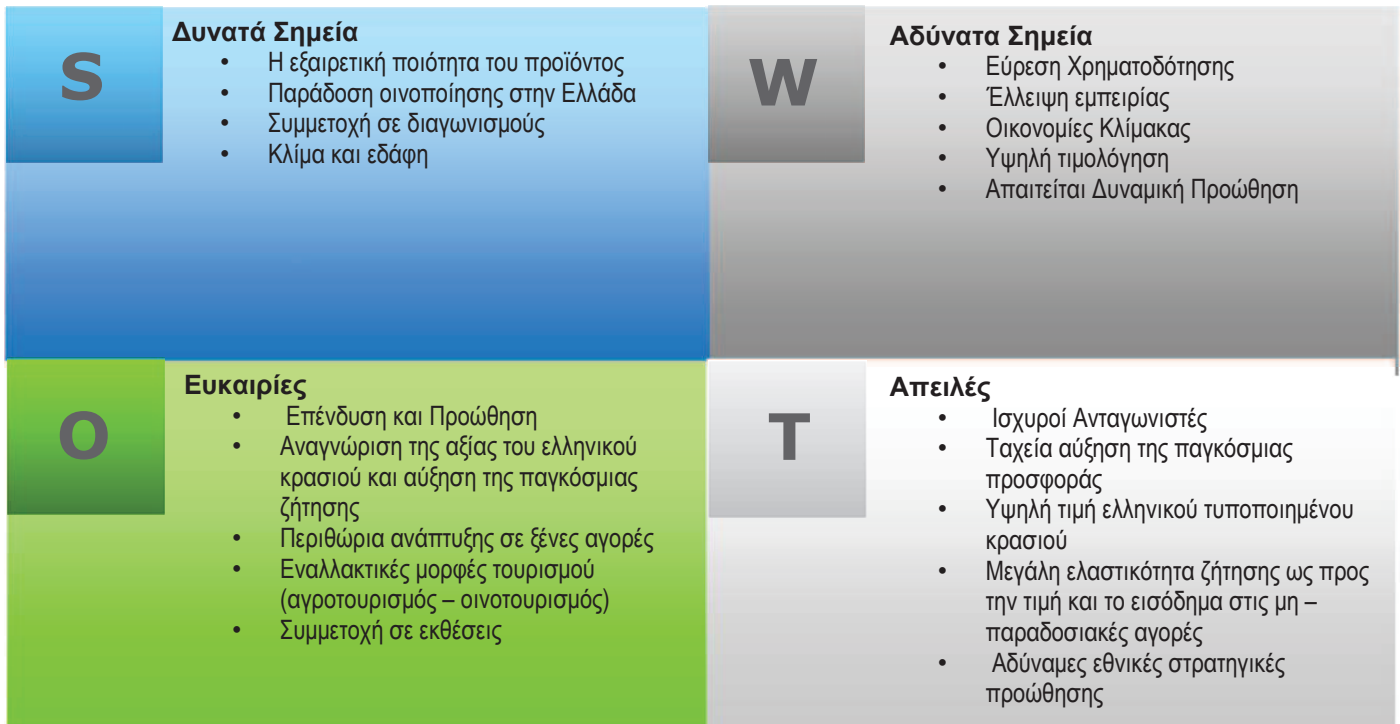 S
Δυνατά Σημεία
• Η εξαιρετική ποιότητα του προϊόντος
• Παράδοση οινοποίησης στην Ελλάδα
• Συμμετοχή σε διαγωνισμούς
• Κλίμα και εδάφη
W
Αδύνατα Σημεία
• Εύρεση Χρηματοδότησης
• Έλλειψη εμπειρίας
• Οικονομίες Κλίμακας
• Υψηλή τιμολόγηση
• Απαιτείται Δυναμική Προώθηση
O
Ευκαιρίες
• Επένδυση και Προώθηση
• Αναγνώριση της αξίας του ελληνικού
κρασιού και αύξηση της παγκόσμιας
ζήτησης
• Περιθώρια ανάπτυξης σε ξένες αγορές
• Εναλλακτικές μορφές τουρισμού
(αγροτουρισμός – οινοτουρισμός)
• Συμμετοχή σε εκθέσεις
T
Απειλές
• Ισχυροί Ανταγωνιστές
• Ταχεία αύξηση της παγκόσμιας
προσφοράς
• Υψηλή τιμή ελληνικού τυποποιημένου
κρασιού
• Μεγάλη ελαστικότητα ζήτησης ως προς
την τιμή και το εισόδημα στις μη –
παραδοσιακές αγορές
• Αδύναμες εθνικές στρατηγικές
προώθησης